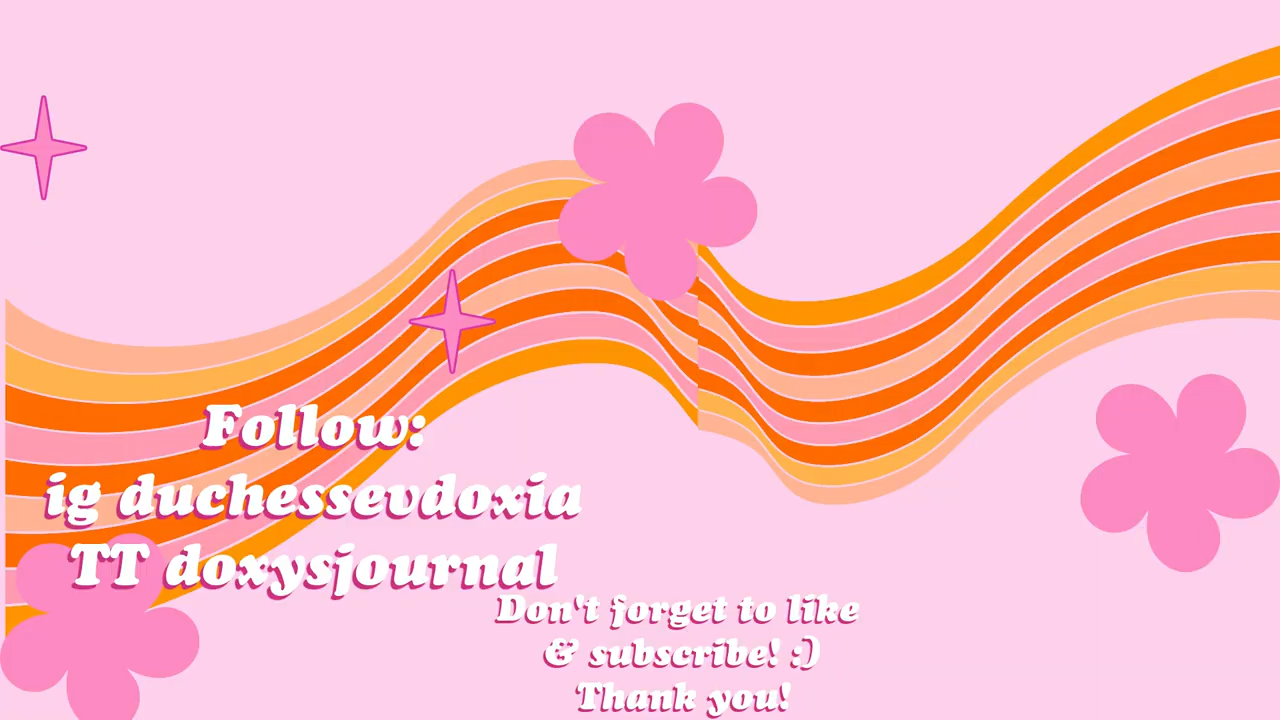 Follow:
ig duchessevdoxia
TT doxysjournal
Don't forget to like
& subscribe! :)
Thank you!